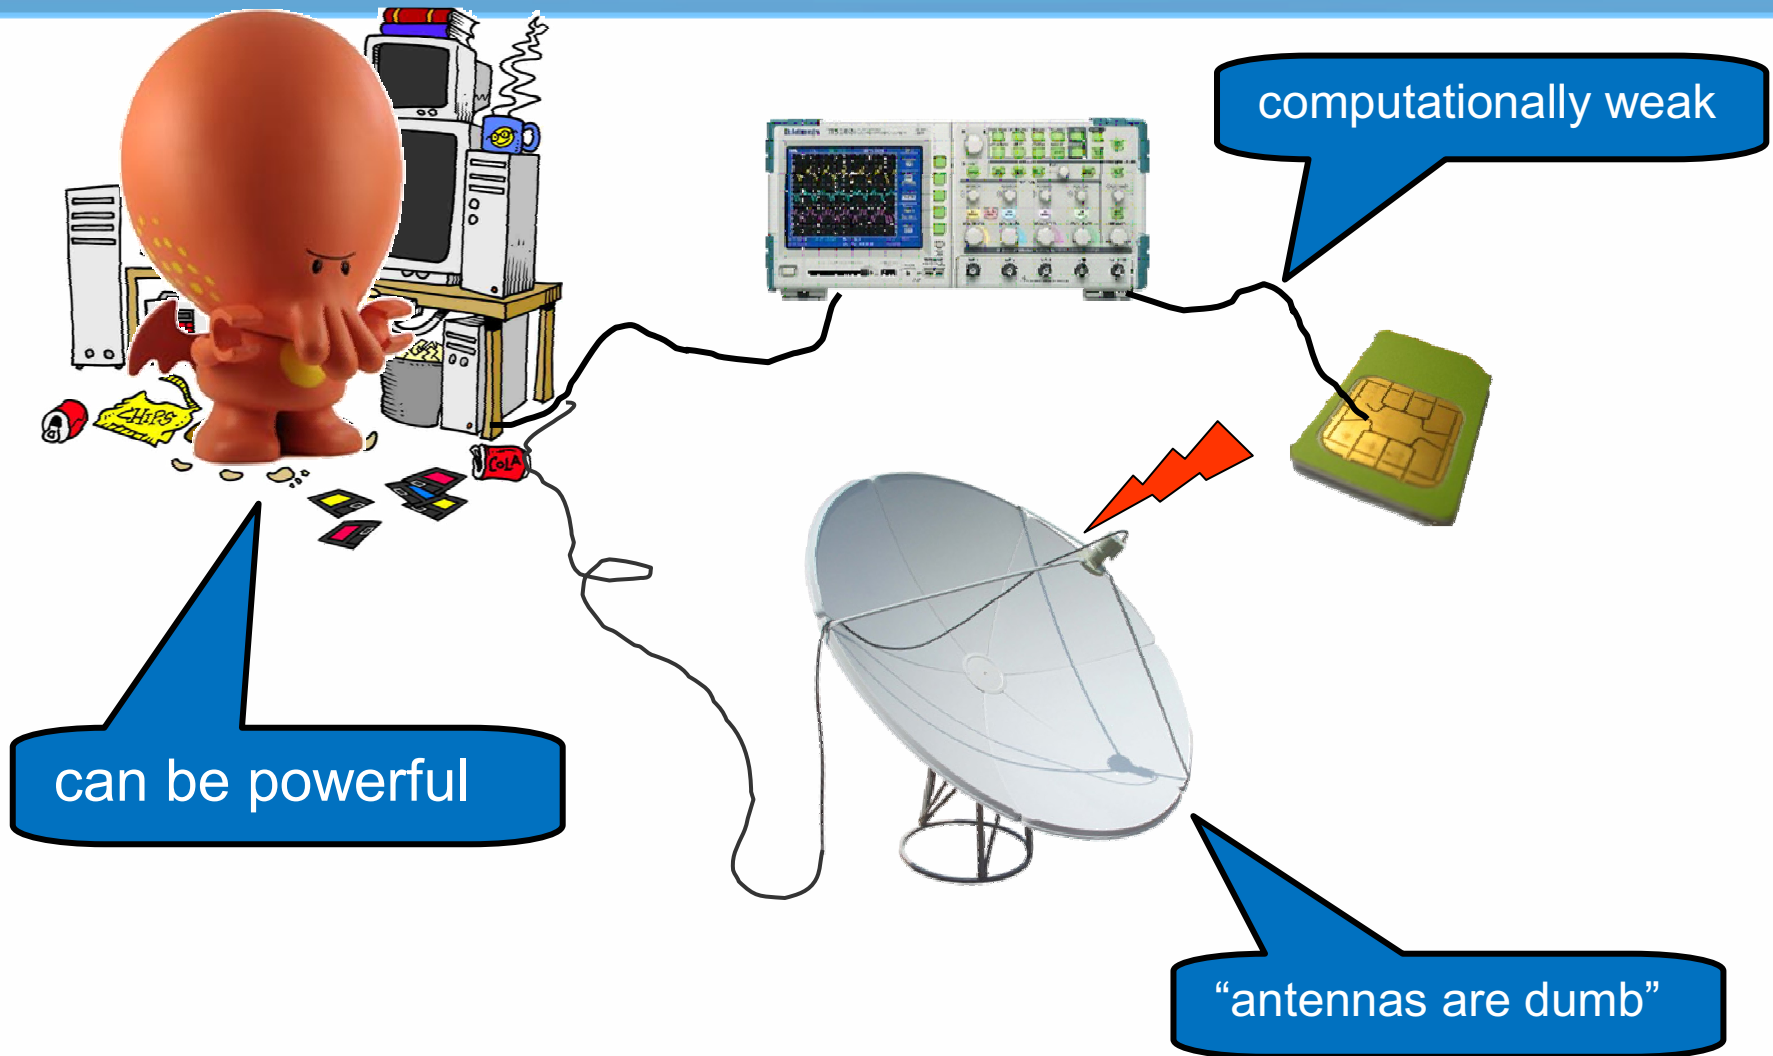 computationally weak
CHIPS
COLA
can be powerful
“antennas are dumb”